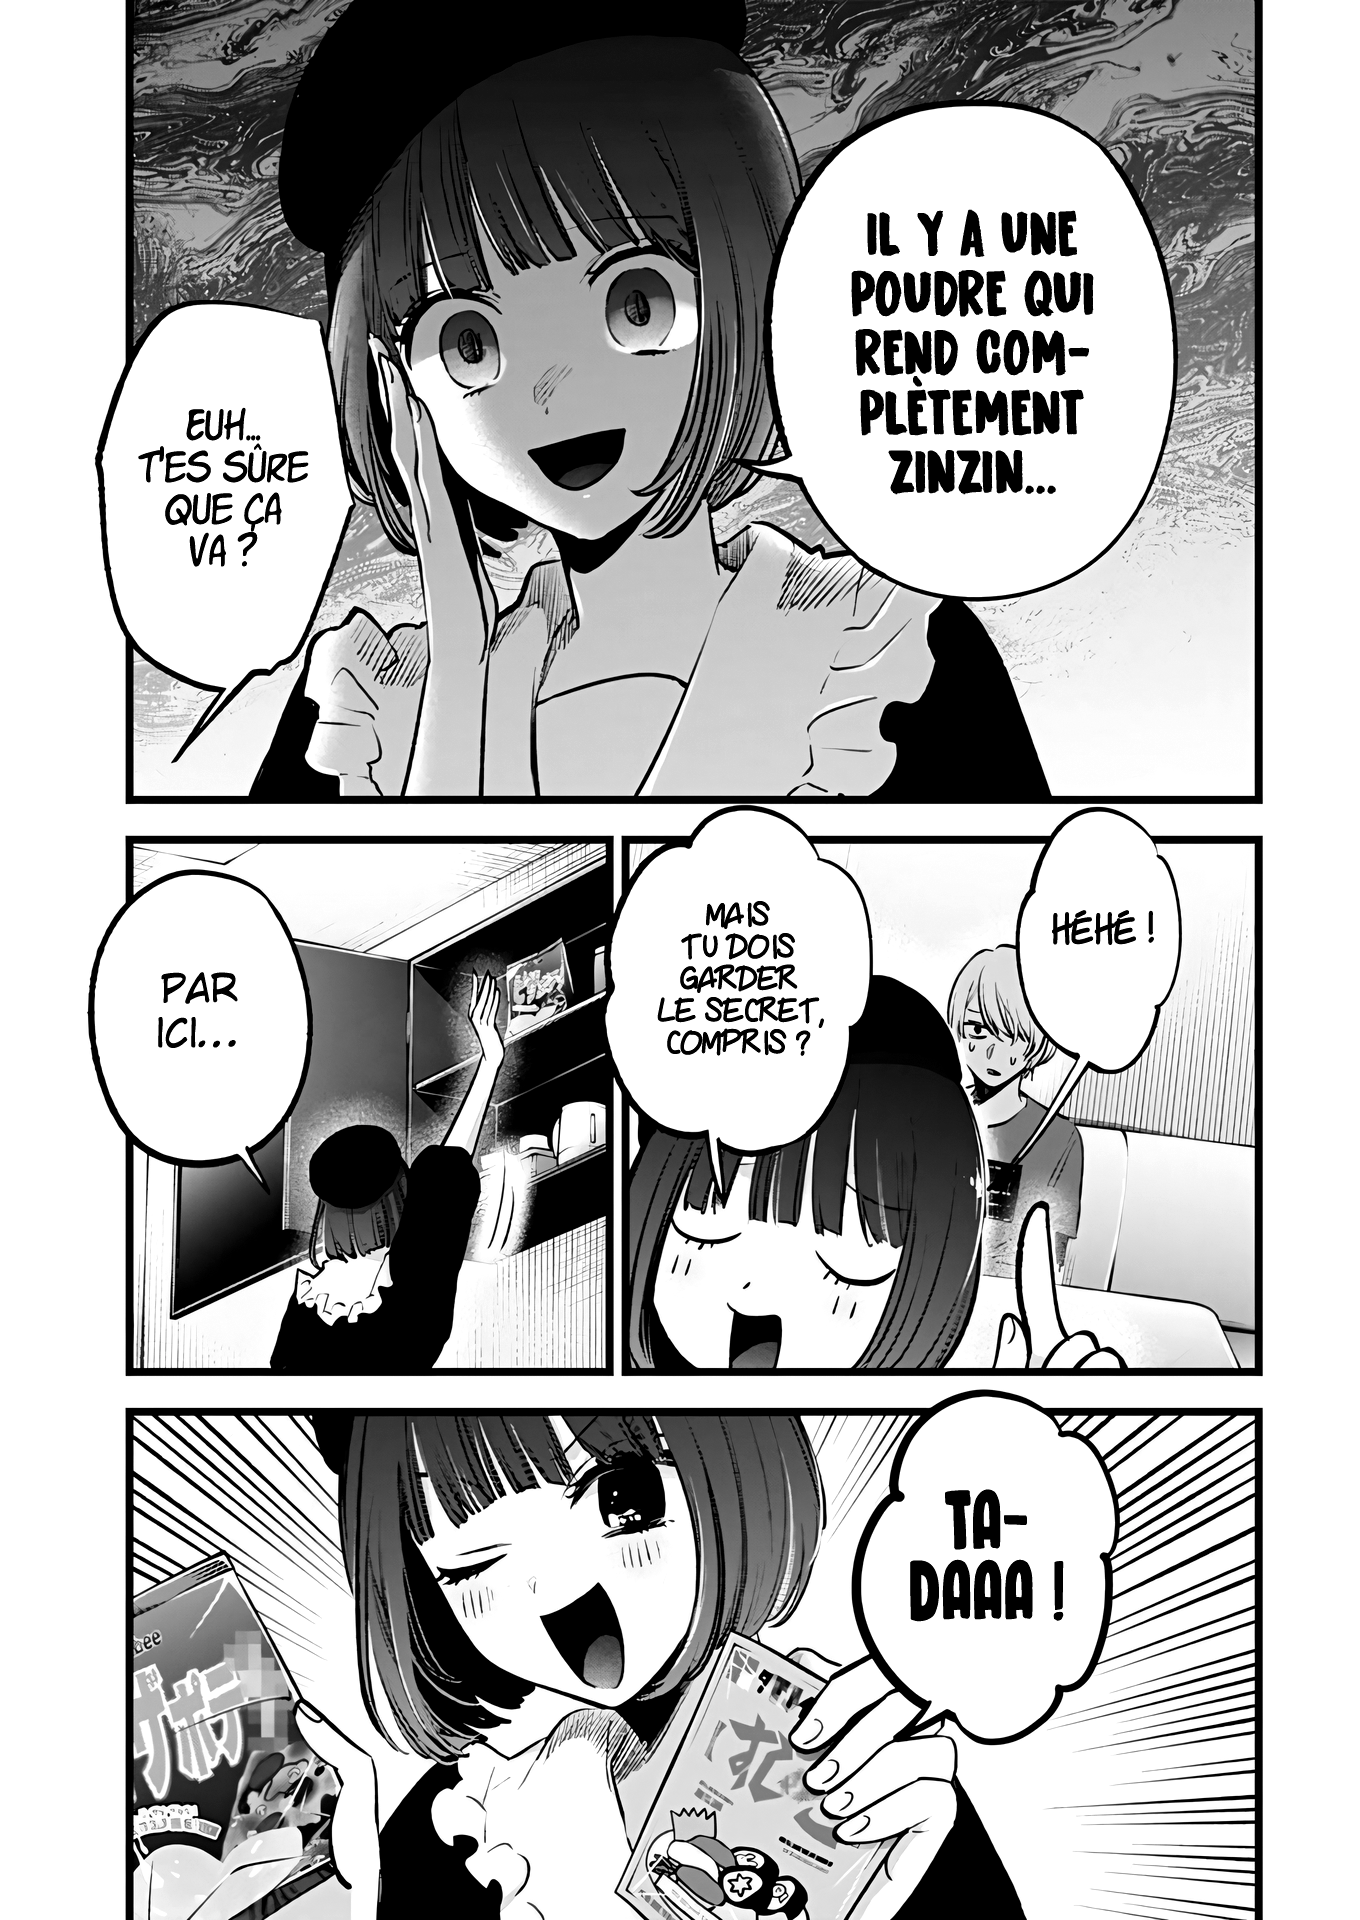 IL Y A UNE
POUDRE QUI
REND COM-
PLÈTEMENT
ZINZIN...
EUH...
T'ES SÛRE
QUE ÇA
VA ?
HÉHÉ !
MAIS
TU DOIS
GARDER
LE SECRET,
COMPRIS ?
PAR
ICI...
TA-
DAAA !